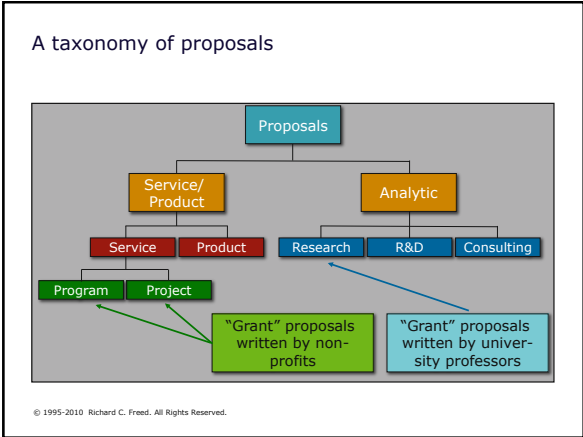 A taxonomy of proposals
Proposals
Service/
Product
Analytic
Service
Product
Research
R&D
Consulting
Program
Project
“Grant” proposals
written by non-
profits
“Grant” proposals
written by univer-
sity professors
© 1995-2010 Richard C. Freed. All Rights Reserved.